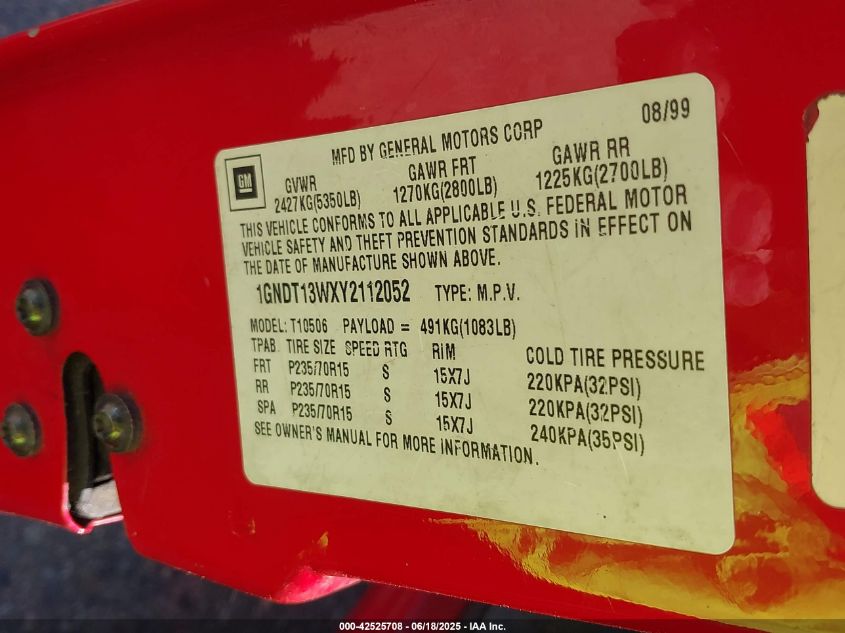 08/99
MFD BY GENERAL MOTORS CORP
GM
GVWR GAWR FRT GAWR RR
2427KG(5350LB) 1270KG(2800LB) 1225KG(2700LB)
THIS VEHICLE CONFORMS TO ALL APPLICABLE U.S. FEDERAL MOTOR
VEHICLE SAFETY AND THEFT PREVENTION STANDARDS IN EFFECT ON
THE DATE OF MANUFACTURE SHOWN ABOVE.
1GNDT13WXY2112052 TYPE: M.P.V.
MODEL: T10506 PAYLOAD = 491KG(1083LB)
TPAB. TIRE SIZE SPEED RTG RIM COLD TIRE PRESSURE
FRT P235/70R15 S 15X7J 220KPA(32PSI)
RR P235/70R15 S 15X7J 220KPA(32PSI)
SPA P235/70R15 S 15X7J 240KPA(35PSI)
SEE OWNER'S MANUAL FOR MORE INFORMATION.
000-42525708 - 06/18/2025 - IAA Inc.